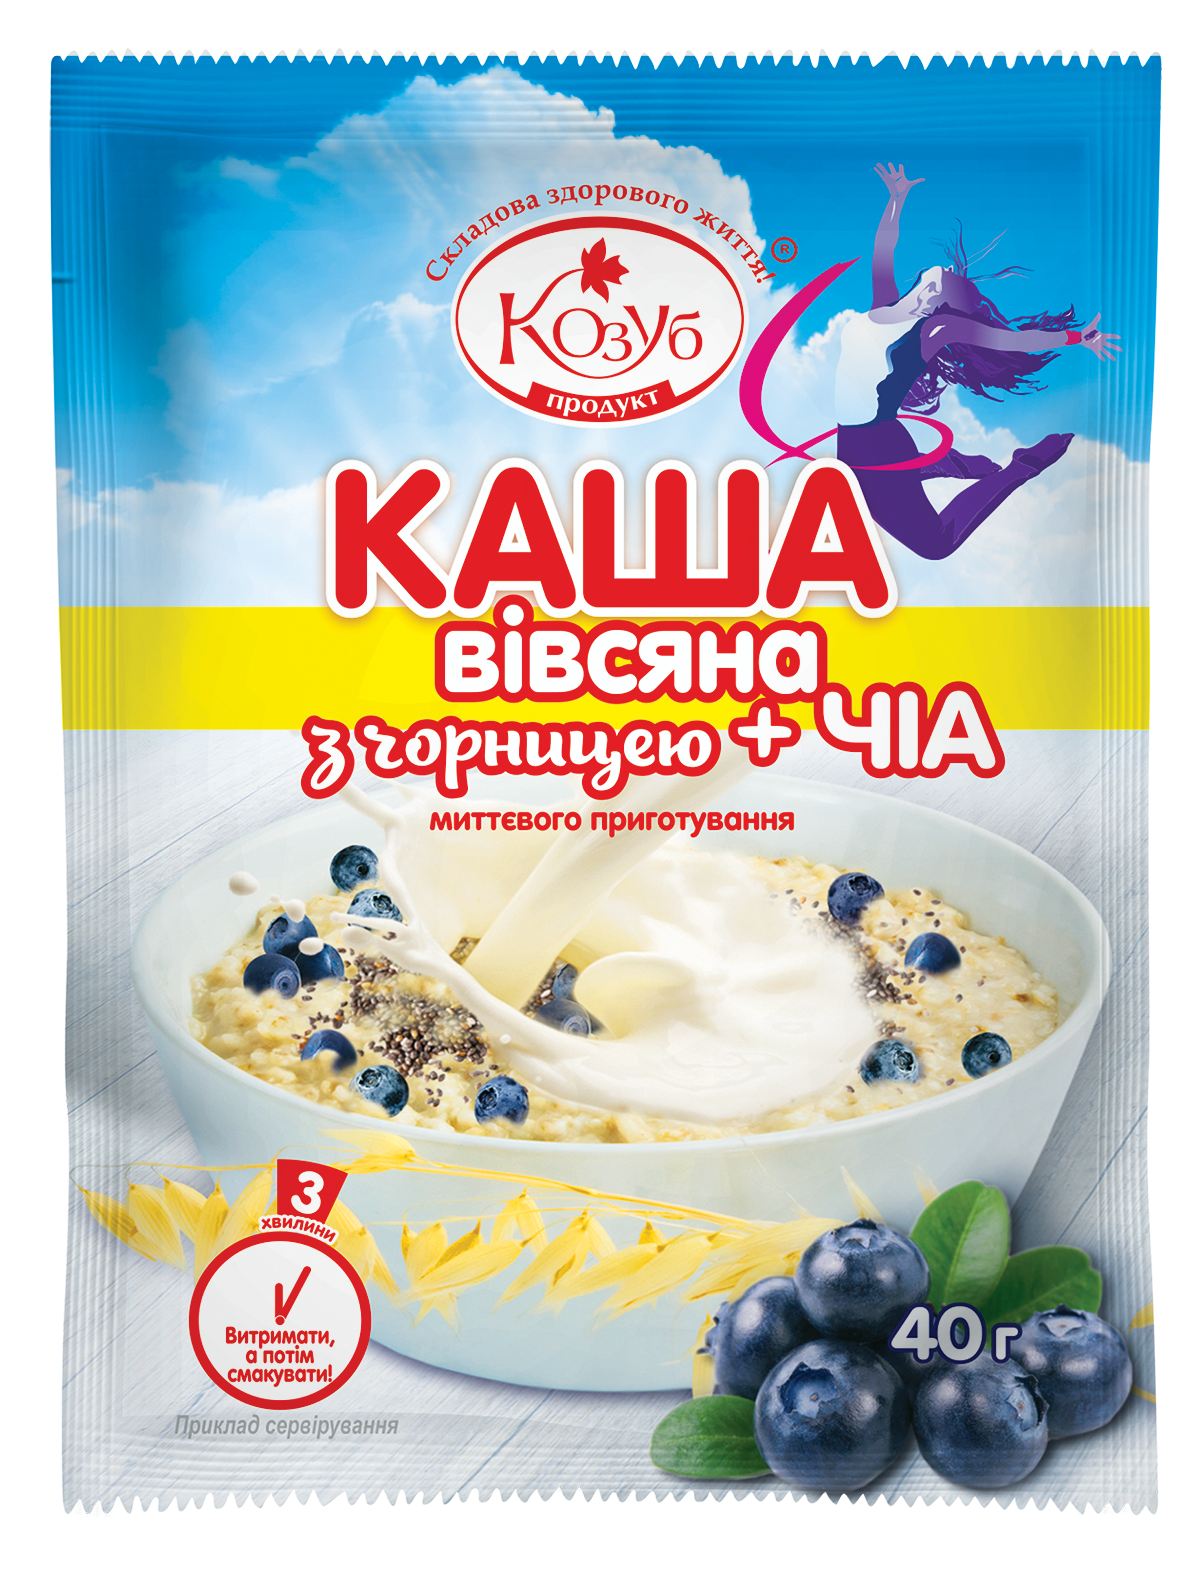 Складова здорового життя!
®
Козуб
продукт
КАША
вівсяна
з чорницею + ЧІА
миттєвого приготування
3
хвилини
Витримати,
а потім
смакувати!
40 г
Приклад сервірування